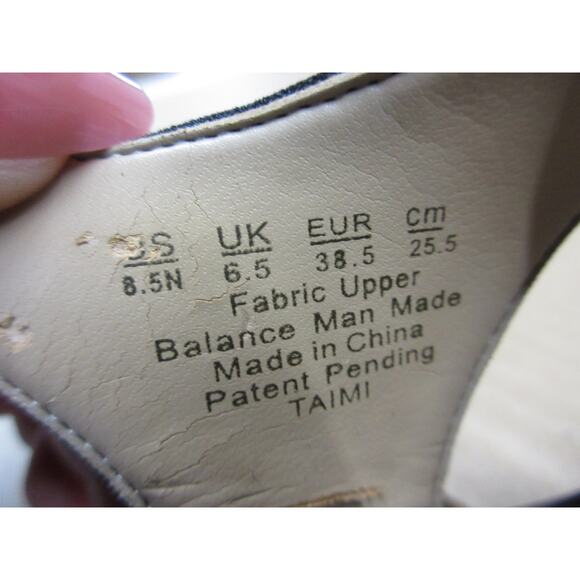 US UK EUR cm
8.5N 6.5 38.5 25.5
Fabric Upper
Balance Man Made
Made in China
Patent Pending
TAIMI